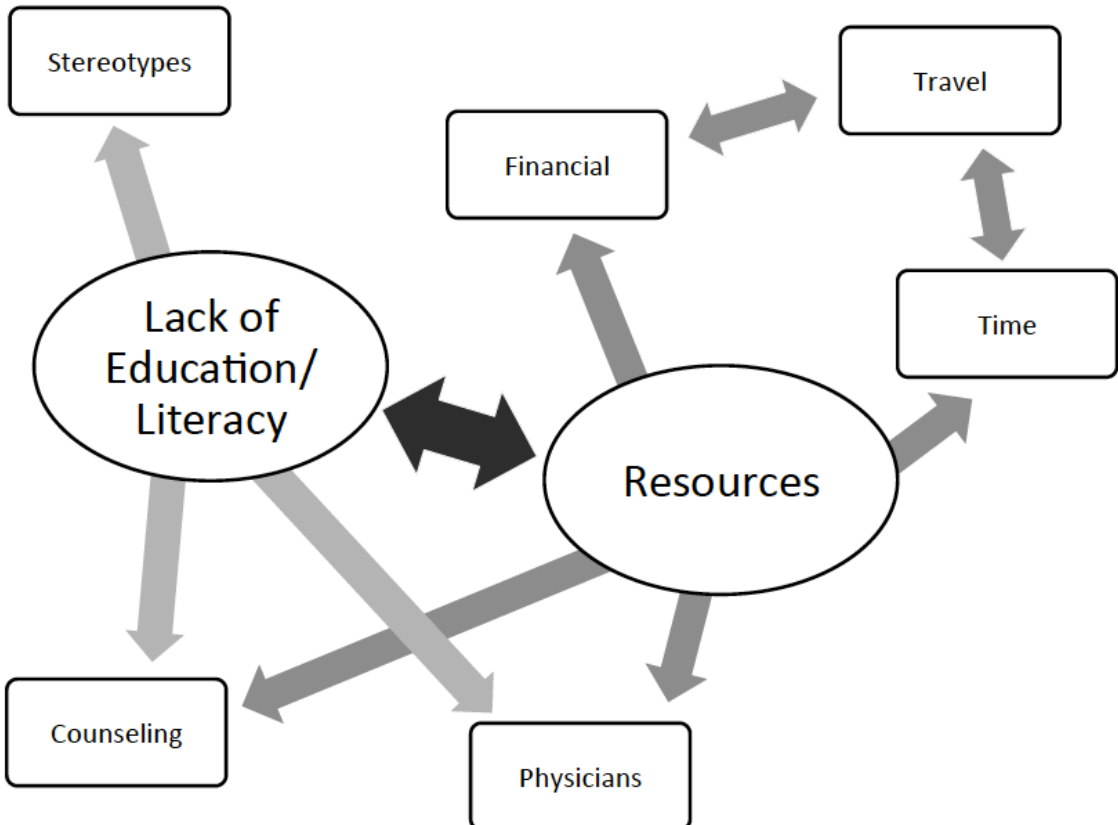 Stereotypes
Travel
Financial
Time
Lack of
Education/
Literacy
Resources
Counseling
Physicians